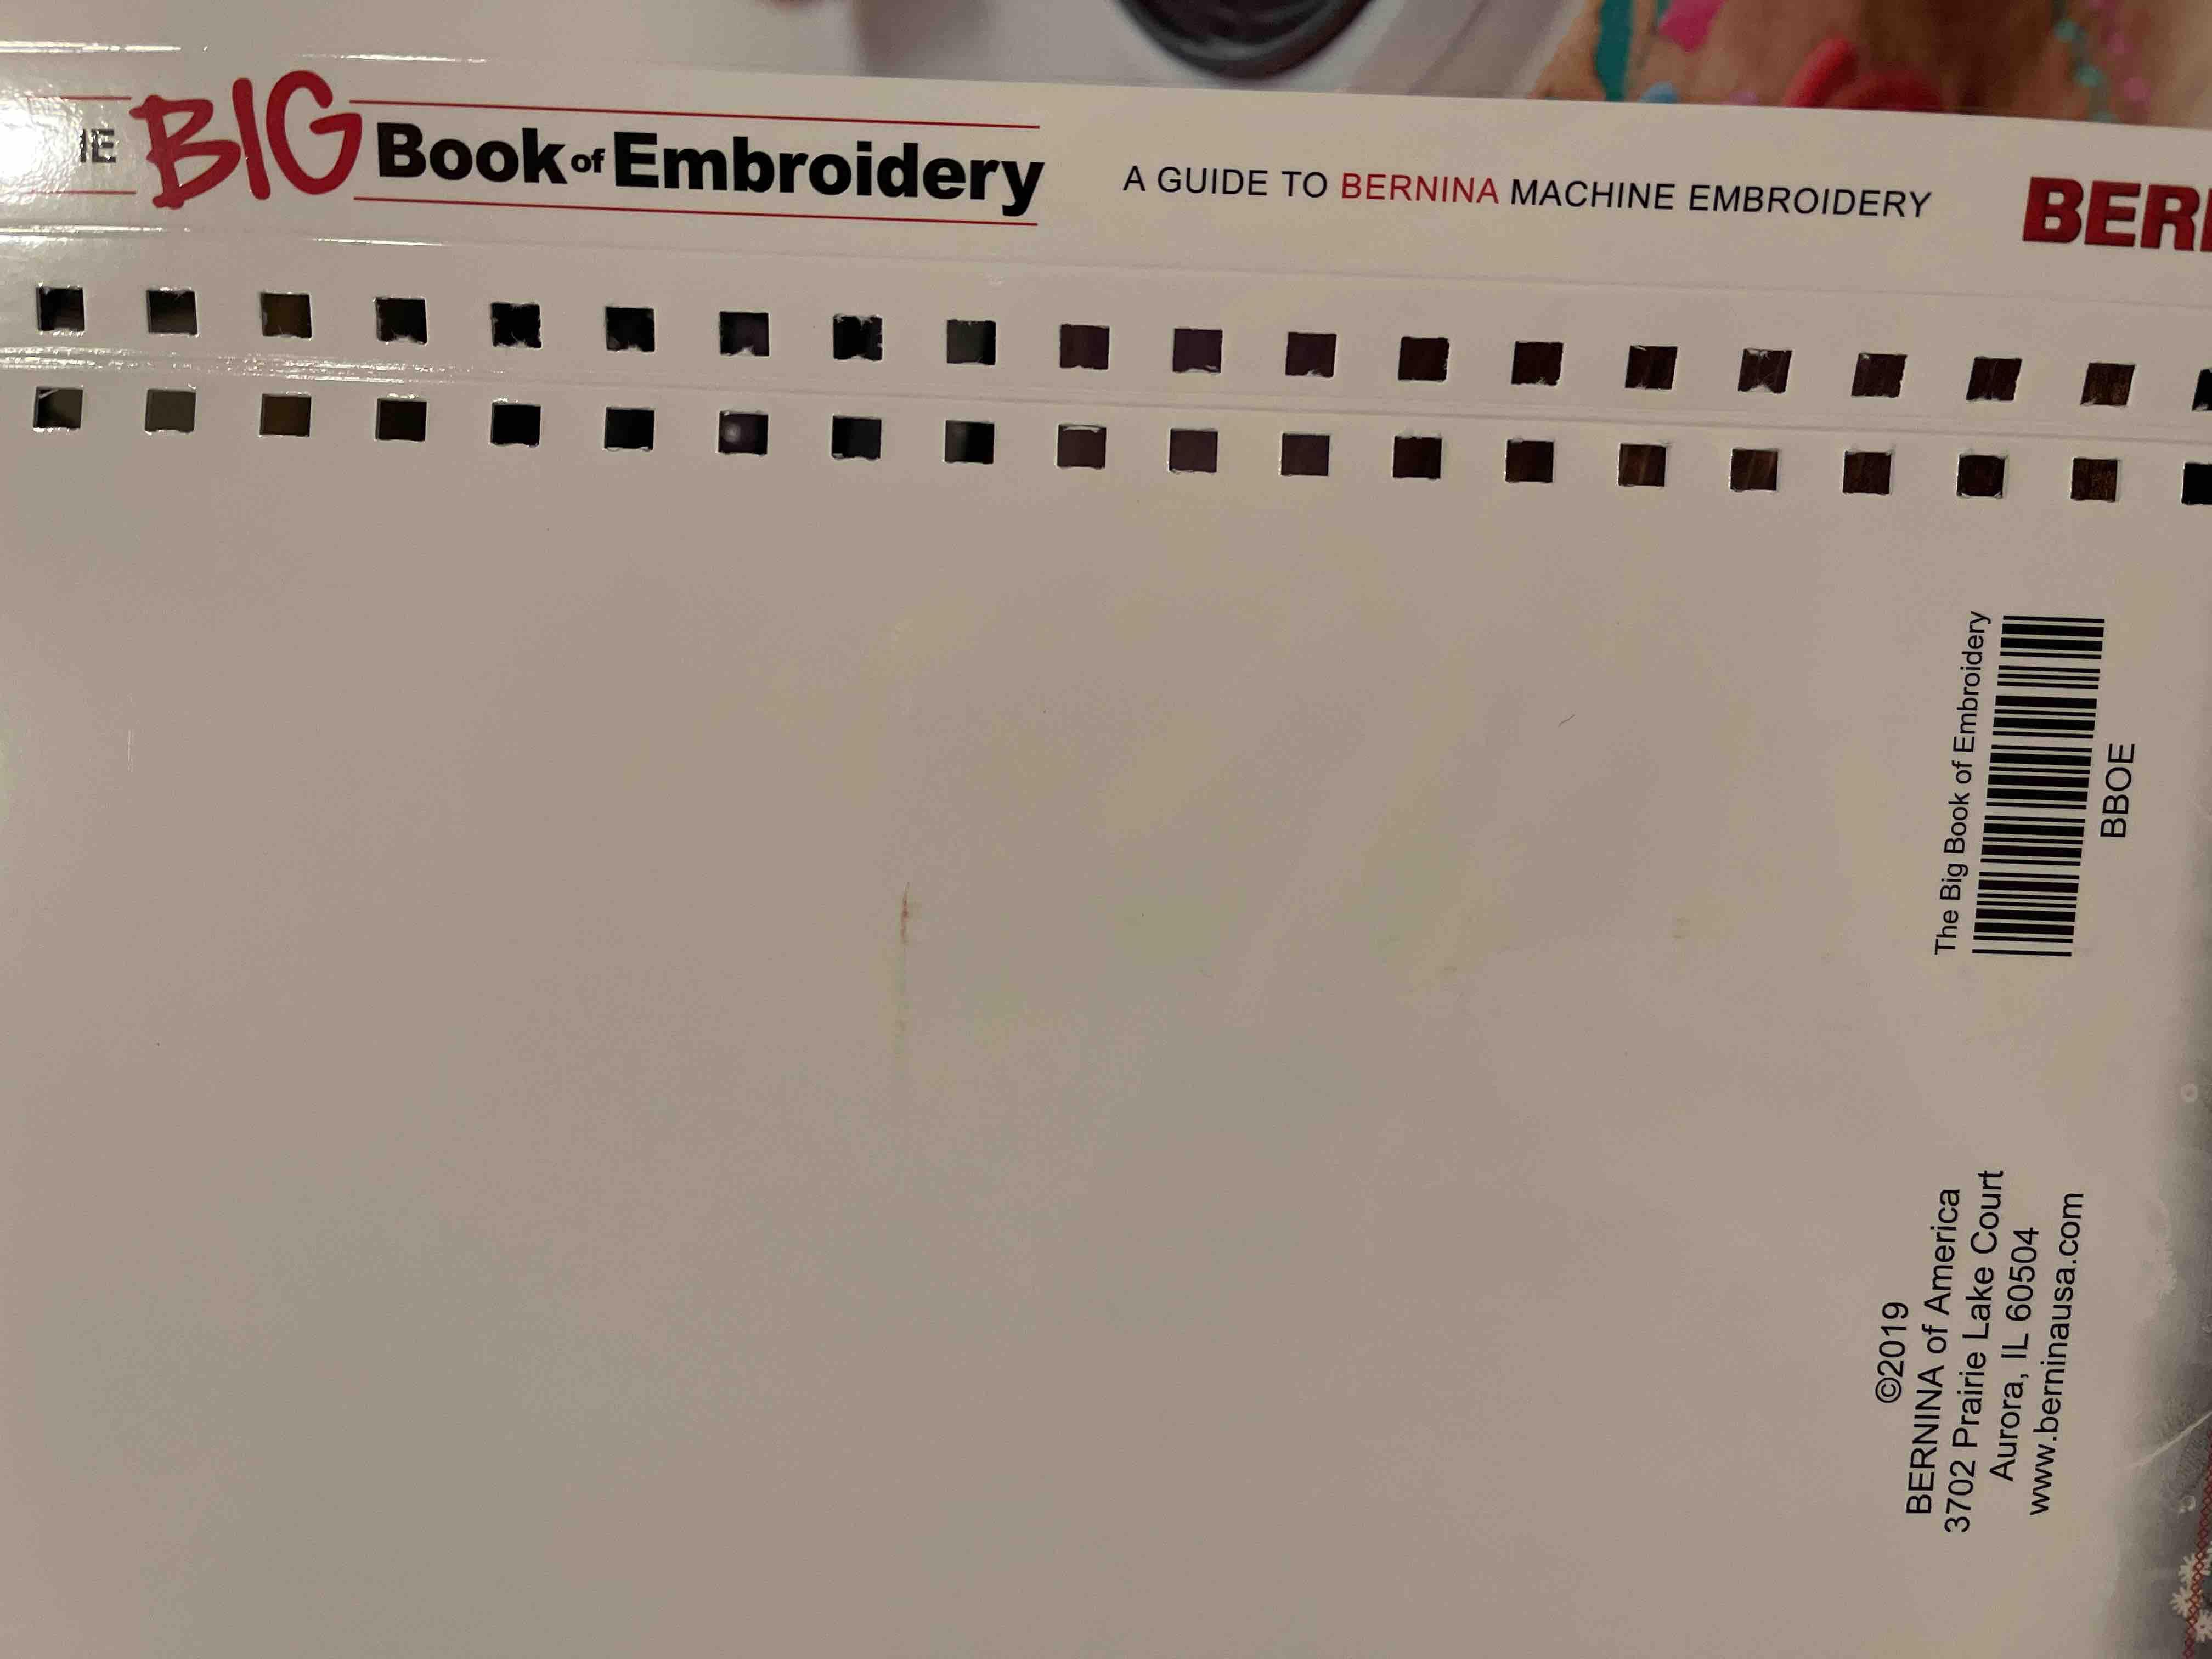 BIG Book of Embroidery
A GUIDE TO BERNINA MACHINE EMBROIDERY
The Big Book of Embroidery
BBOE
©2019
BERNINA of America
3702 Prairie Lake Court
Aurora, IL 60504
www.berninausa.com